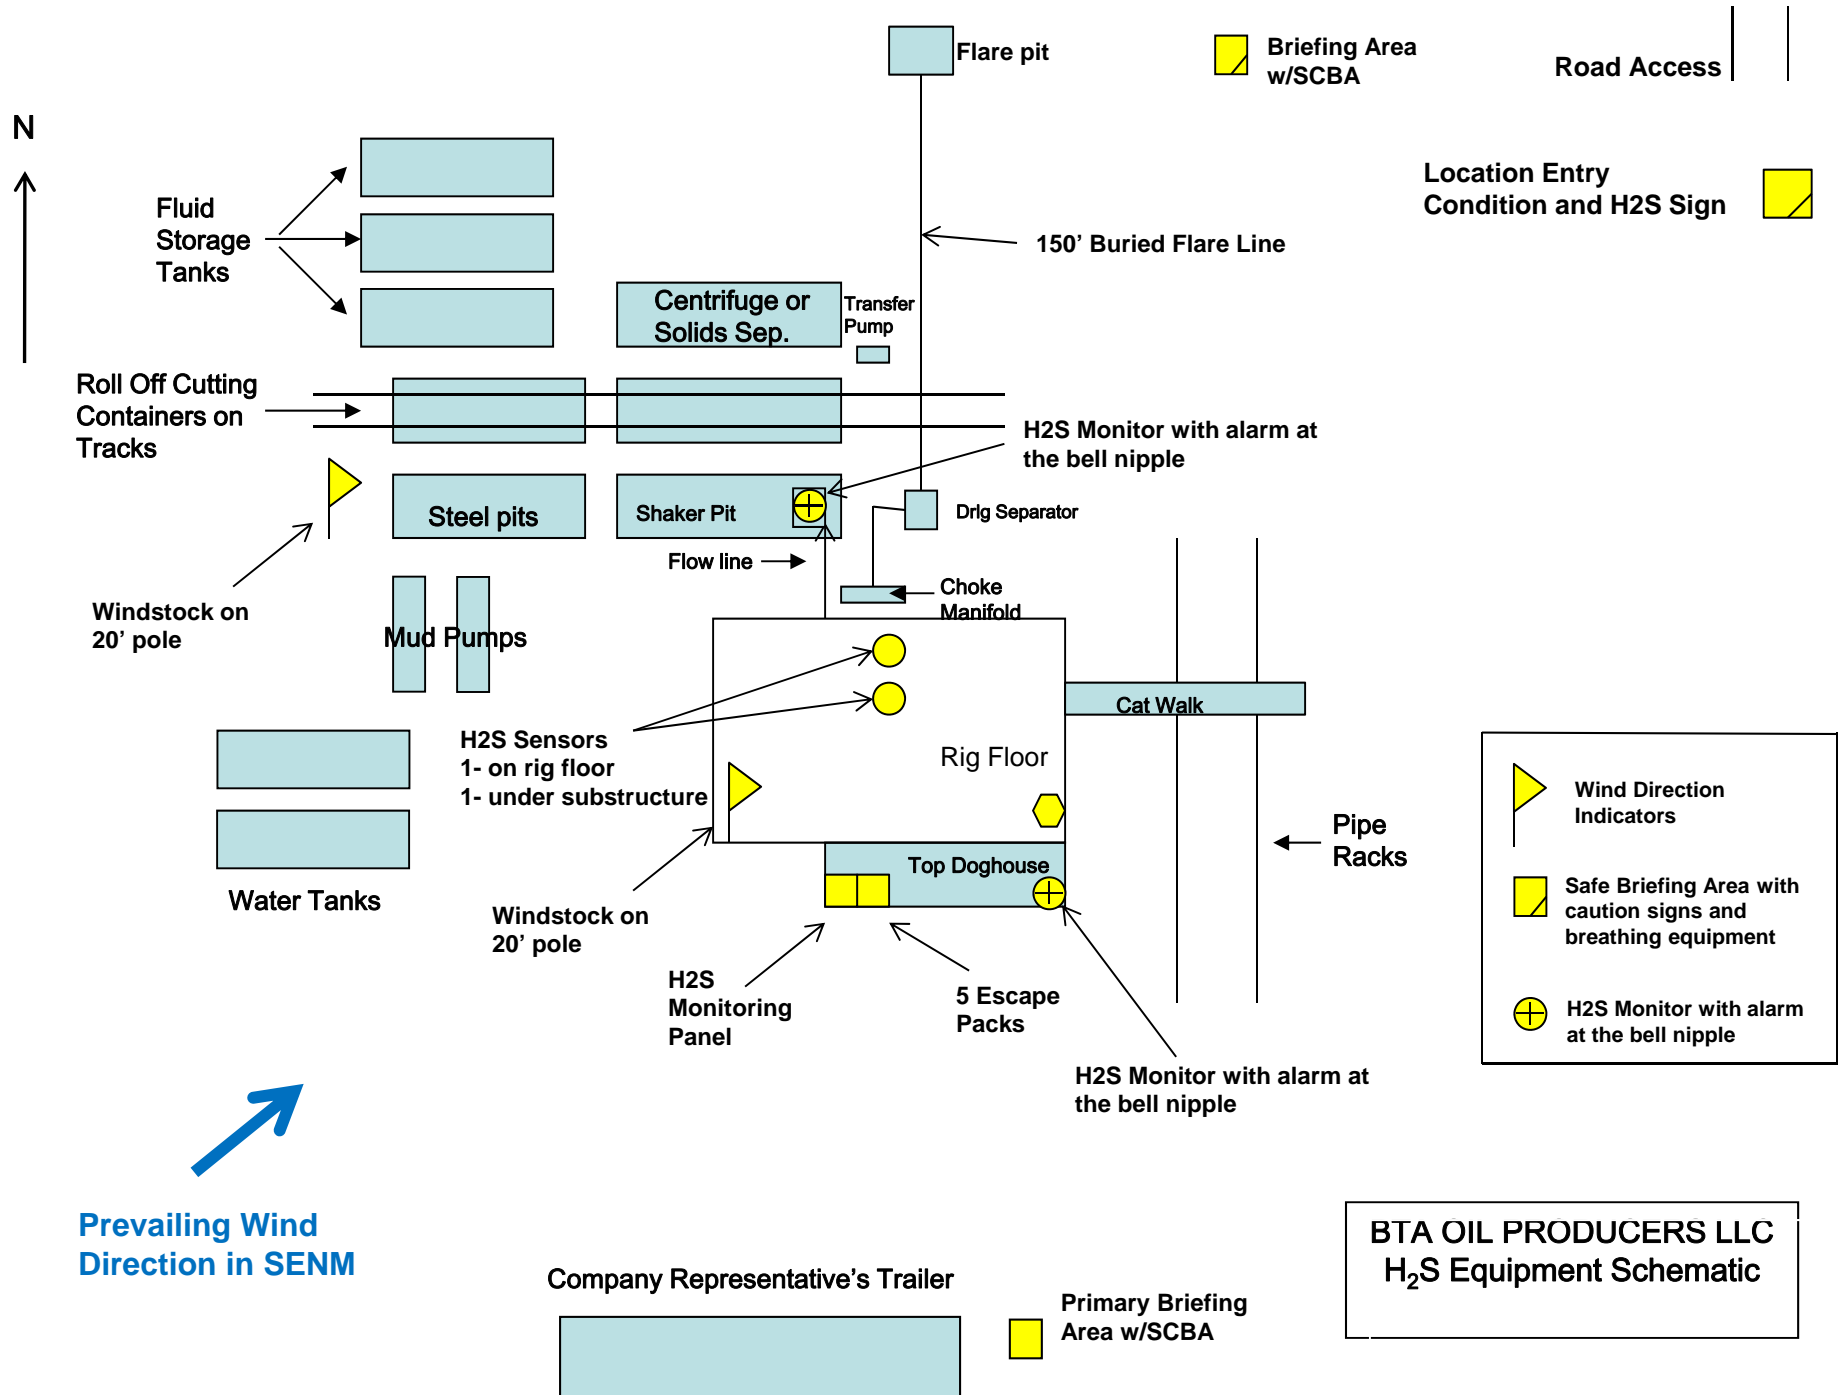 Flare pit
Briefing Area
w/SCBA
Road Access
N
Location Entry
Condition and H2S Sign
Fluid
Storage
Tanks
150' Buried Flare Line
Centrifuge or
Solids Sep.
Transfer
Pump
Roll Off Cutting
Containers on
Tracks
H2S Monitor with alarm at
the bell nipple
Steel pits
Shaker Pit
Drlg Separator
Flow line
Choke
Manifold
Windstock on
20' pole
Mud Pumps
Cat Walk
H2S Sensors
1- on rig floor
1- under substructure
Rig Floor
Wind Direction
Indicators
Pipe
Racks
Top Doghouse
Water Tanks
Safe Briefing Area with
caution signs and
breathing equipment
Windstock on
20' pole
H2S
Monitoring
Panel
5 Escape
Packs
H2S Monitor with alarm
at the bell nipple
H2S Monitor with alarm at
the bell nipple
Prevailing Wind
Direction in SENM
BTA OIL PRODUCERS LLC
H₂S Equipment Schematic
Company Representative's Trailer
Primary Briefing
Area w/SCBA